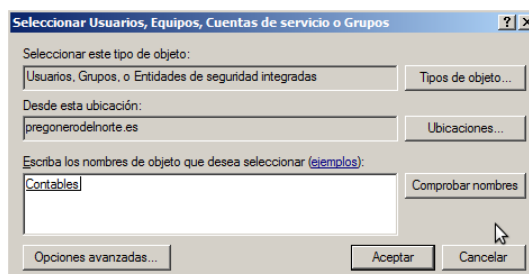 Seleccionar Usuarios, Equipos, Cuentas de servicio o Grupos
Seleccionar este tipo de objeto:
Usuarios, Grupos, o Entidades de seguridad integradas
Tipos de objeto...
Desde esta ubicación:
pregonerodelnorte.es
Ubicaciones...
Escriba los nombres de objeto que desea seleccionar (ejemplos):
Contables
Comprobar nombres
Opciones avanzadas...
Aceptar
Cancelar